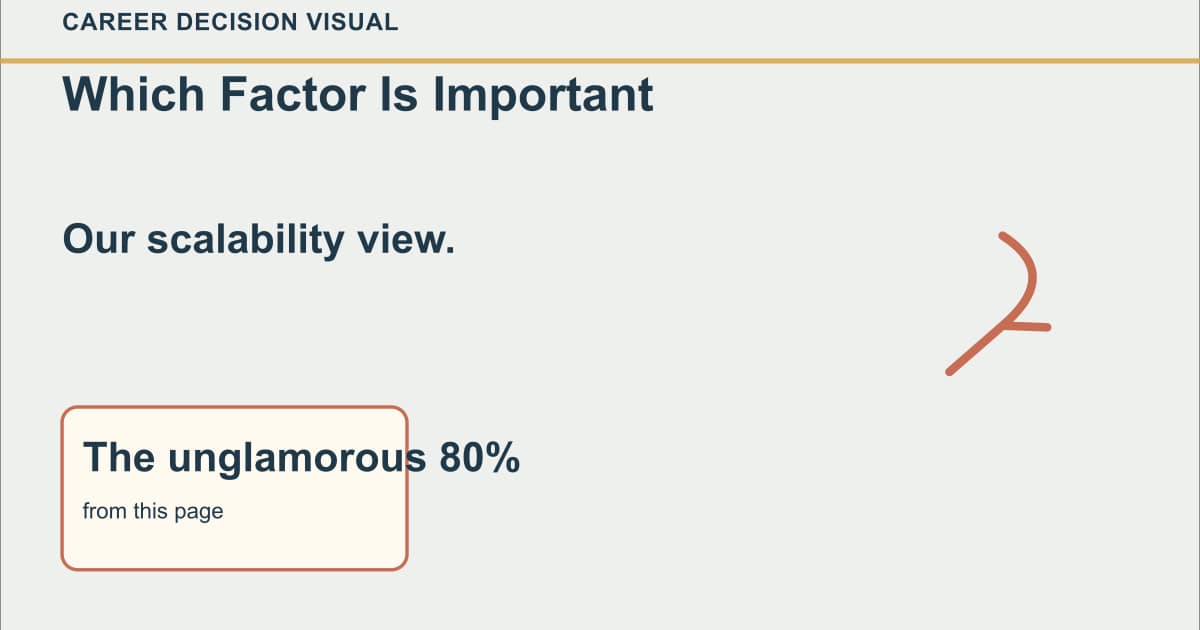 CAREER DECISION VISUAL
Which Factor Is Important
Our scalability view.
The unglamorous 80%
from this page